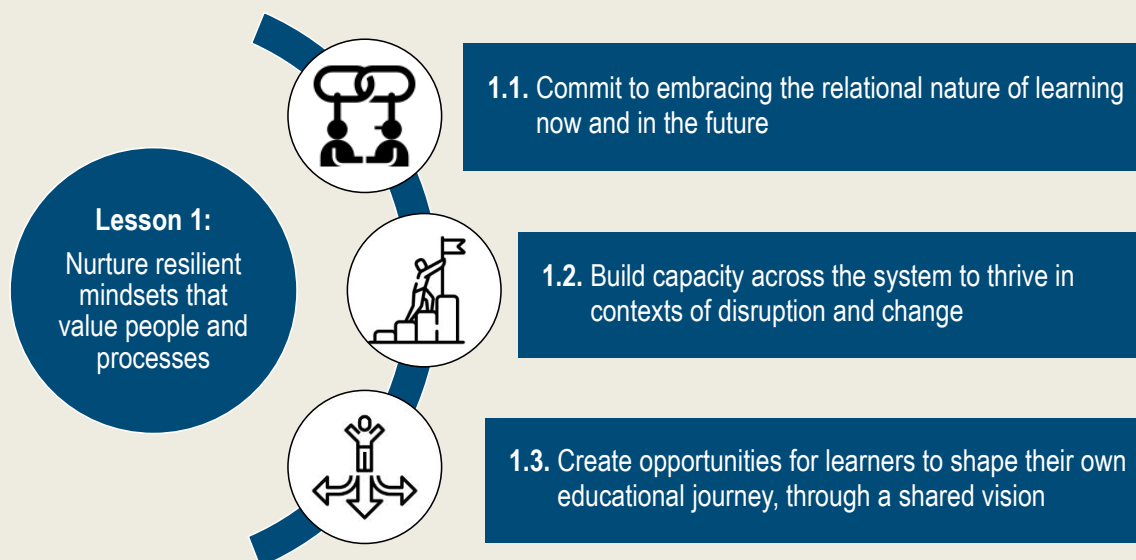 Lesson 1:
Nurture resilient
mindsets that
value people and
processes
1.1. Commit to embracing the relational nature of learning
now and in the future
1.2. Build capacity across the system to thrive in
contexts of disruption and change
1.3. Create opportunities for learners to shape their own
educational journey, through a shared vision